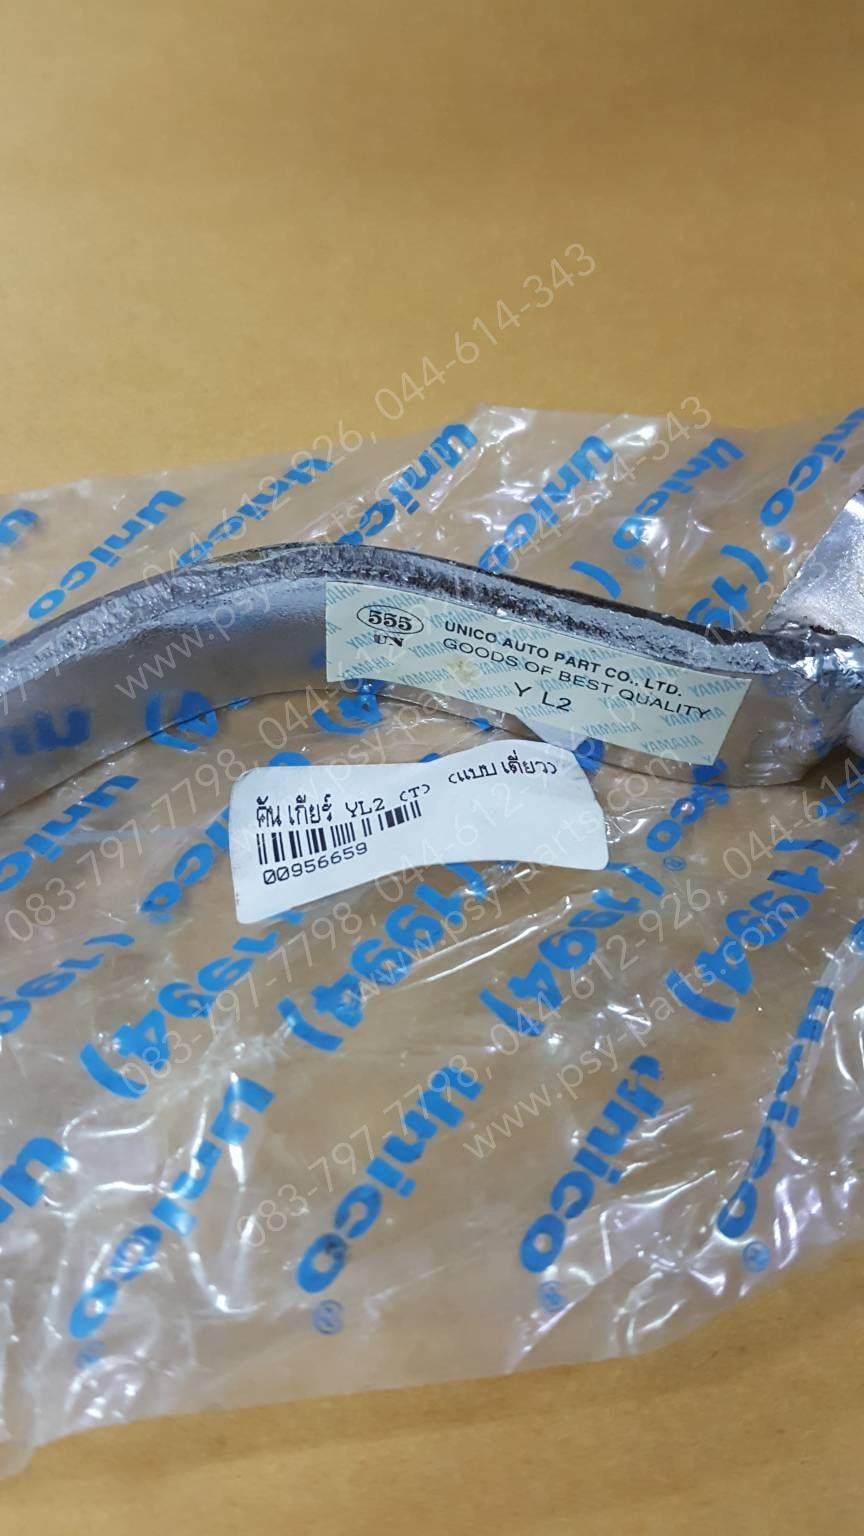 555
UN
UNICO AUTO PART CO., LTD.
GOODS OF BEST QUALITY
Y L2
YAMAHA
คันเกียร์ YL2 (T) (แบบเดี่ยว)
00956659
unico® (1994)
083-797-7798, 044-612-926, 044-614-343
www.psy-parts.com